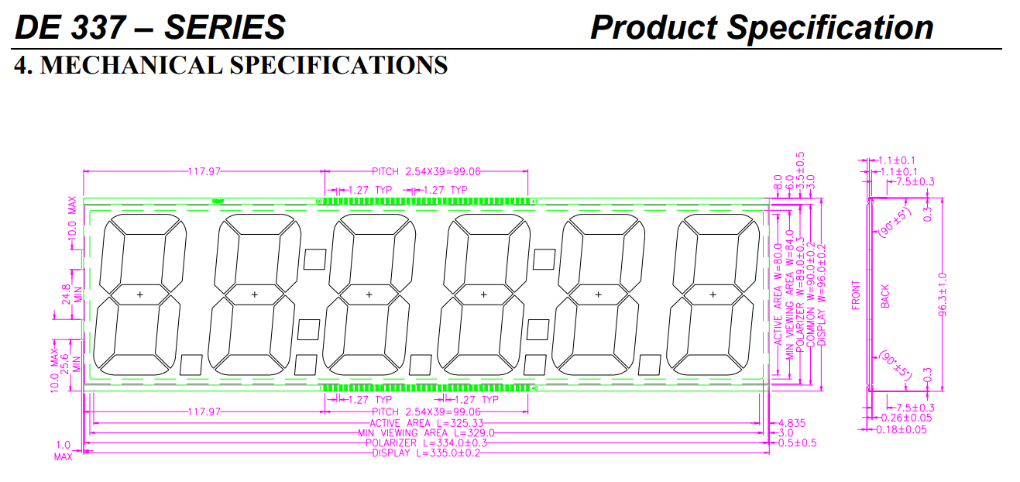 DE 337 – SERIES Product Specification
4. MECHANICAL SPECIFICATIONS
117.97 PITCH 2.54X39=99.06
1.27 TYP 1.27 TYP
8.0
6.0
3.5±0.5
3.0
1.1±0.1
1.1±0.1
7.5±0.3
0.3
(90°±5°)
10.0 MAX
24.8 MIN
10.0 MAX
25.6 MIN
ACTIVE AREA W=80.0
MIN VIEWING AREA W=84.0
POLARIZER W=89.0±0.3
COMMON W=90.0±0.2
DISPLAY W=96.0±0.2
FRONT
BACK
96.3±1.0
(90°±5°)
0.3
1 40
1.27 TYP 1.27 TYP
117.97 PITCH 2.54X39=99.06
ACTIVE AREA L=325.33 4.835
MIN VIEWING AREA L=329.0 3.0
POLARIZER L=334.0±0.3 0.5±0.5
DISPLAY L=335.0±0.2
1.0
MAX
7.5±0.3
0.26±0.05
0.18±0.05